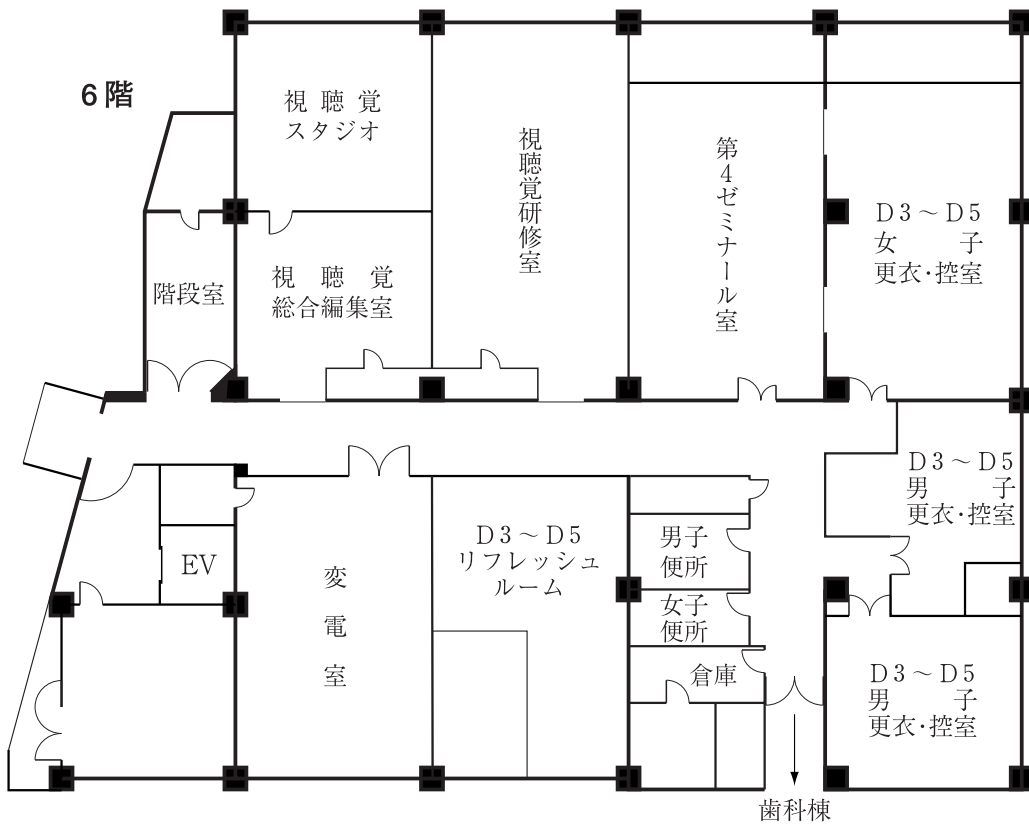 6階
視聴覚
スタジオ
視聴覚研修室
第4ゼミナール室
D3～D5
女子
更衣・控室
階段室
視聴覚
総合編集室
D3～D5
男子
更衣・控室
EV
変電室
D3～D5
リフレッシュ
ルーム
男子
便所
女子
便所
倉庫
D3～D5
男子
更衣・控室
歯科棟